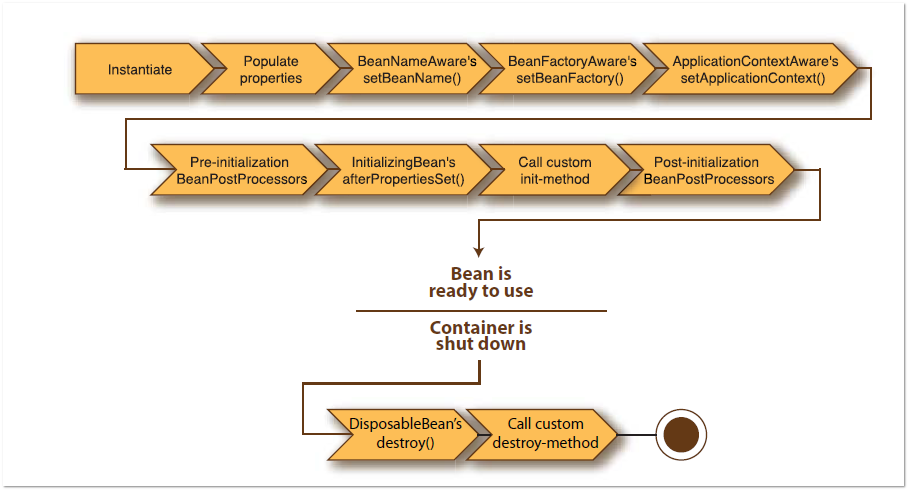 Instantiate
Populate
properties
BeanNameAware's
setBeanName()
BeanFactoryAware's
setBeanFactory()
ApplicationContextAware's
setApplicationContext()
Pre-initialization
BeanPostProcessors
InitializingBean's
afterPropertiesSet()
Call custom
init-method
Post-initialization
BeanPostProcessors
Bean is
ready to use
Container is
shut down
DisposableBean's
destroy()
Call custom
destroy-method